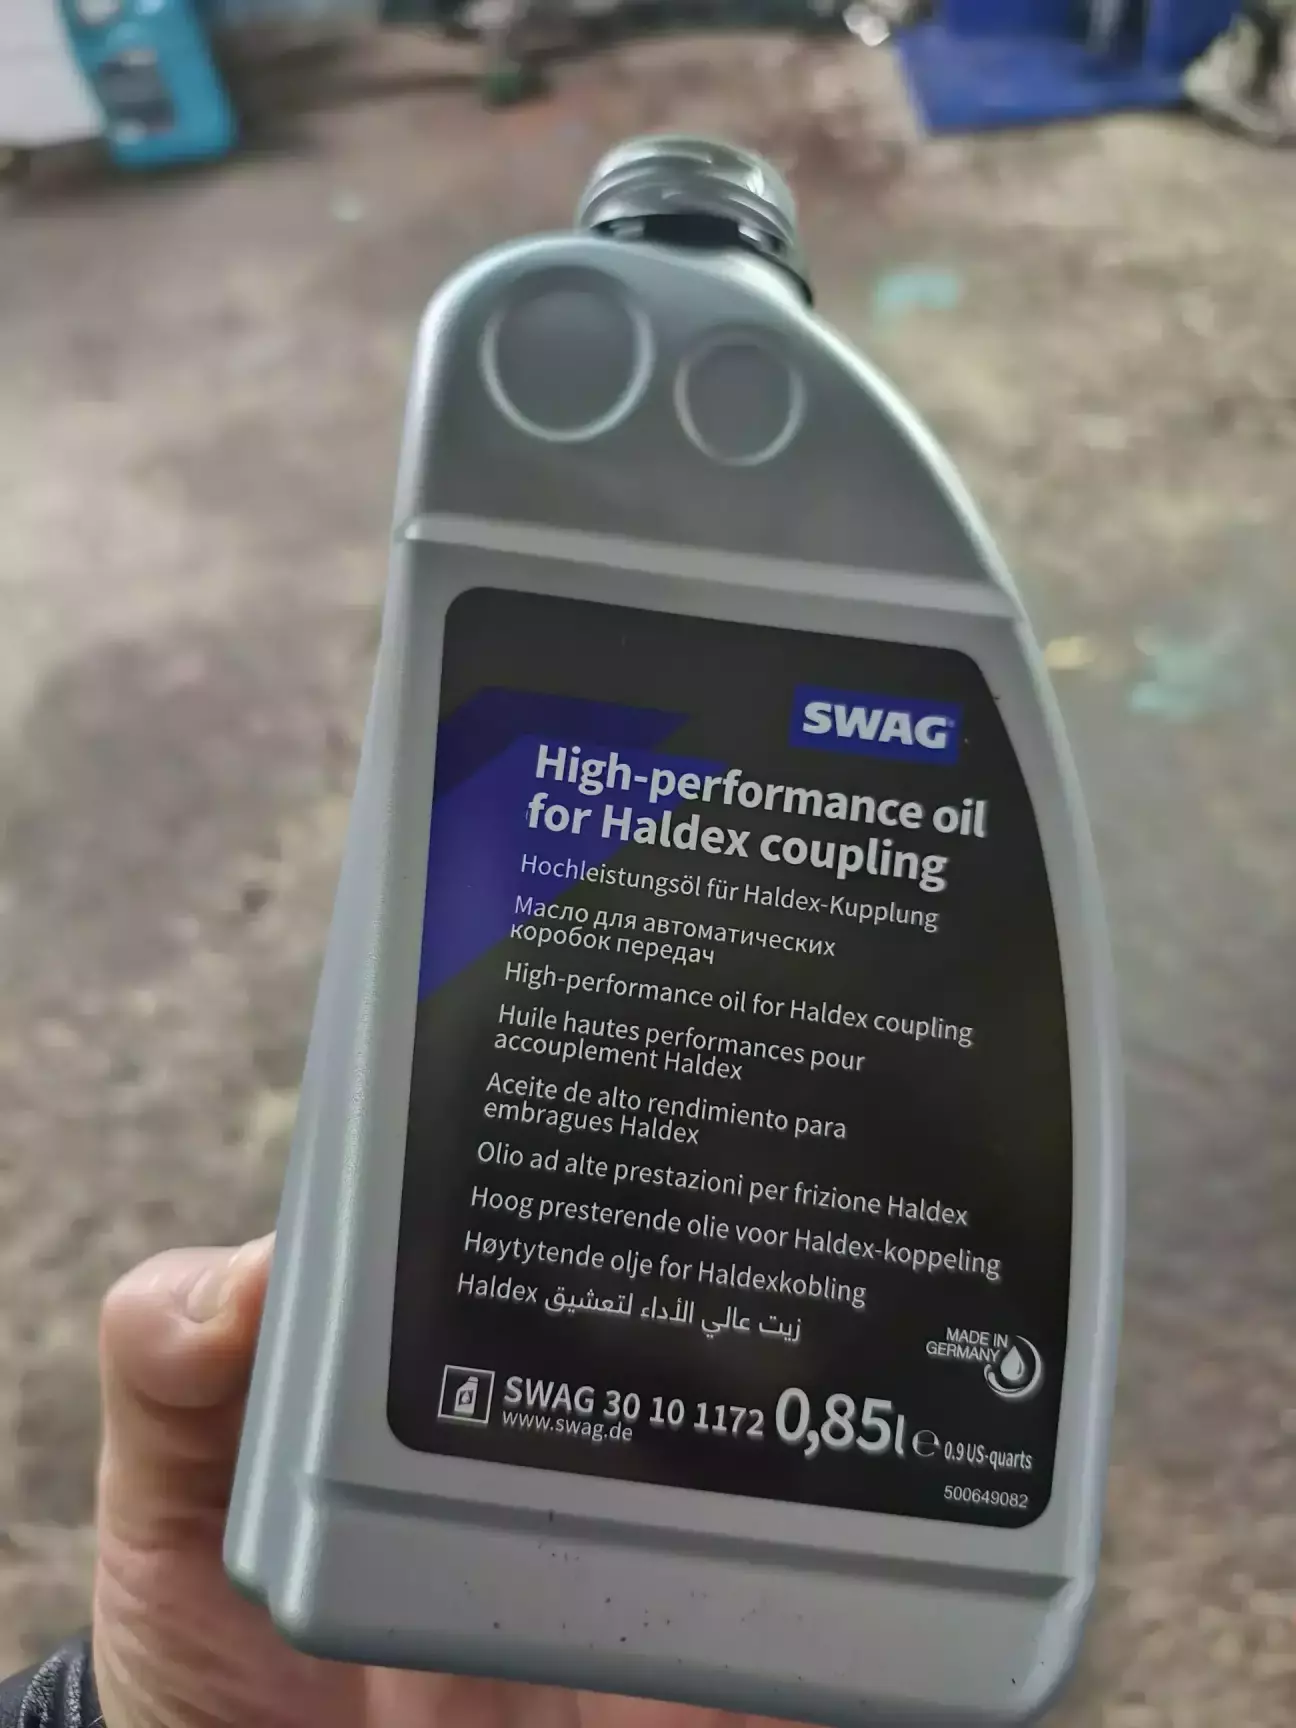 SWAG
High-performance oil
for Haldex coupling
Hochleistungsöl für Haldex-Kupplung
Масло для автоматических
коробок передач
High-performance oil for Haldex coupling
Huile hautes performances pour
accouplement Haldex
Aceite de alto rendimiento para
embragues Haldex
Olio ad alte prestazioni per frizione Haldex
Hoog presterende olie voor Haldex-koppeling
Høytytende olje for Haldexkobling
زيت عالي الأداء لتعشيق Haldex
MADE IN
GERMANY
SWAG 30 10 1172 0,85l e 0.9 US-quarts
www.swag.de
500649082